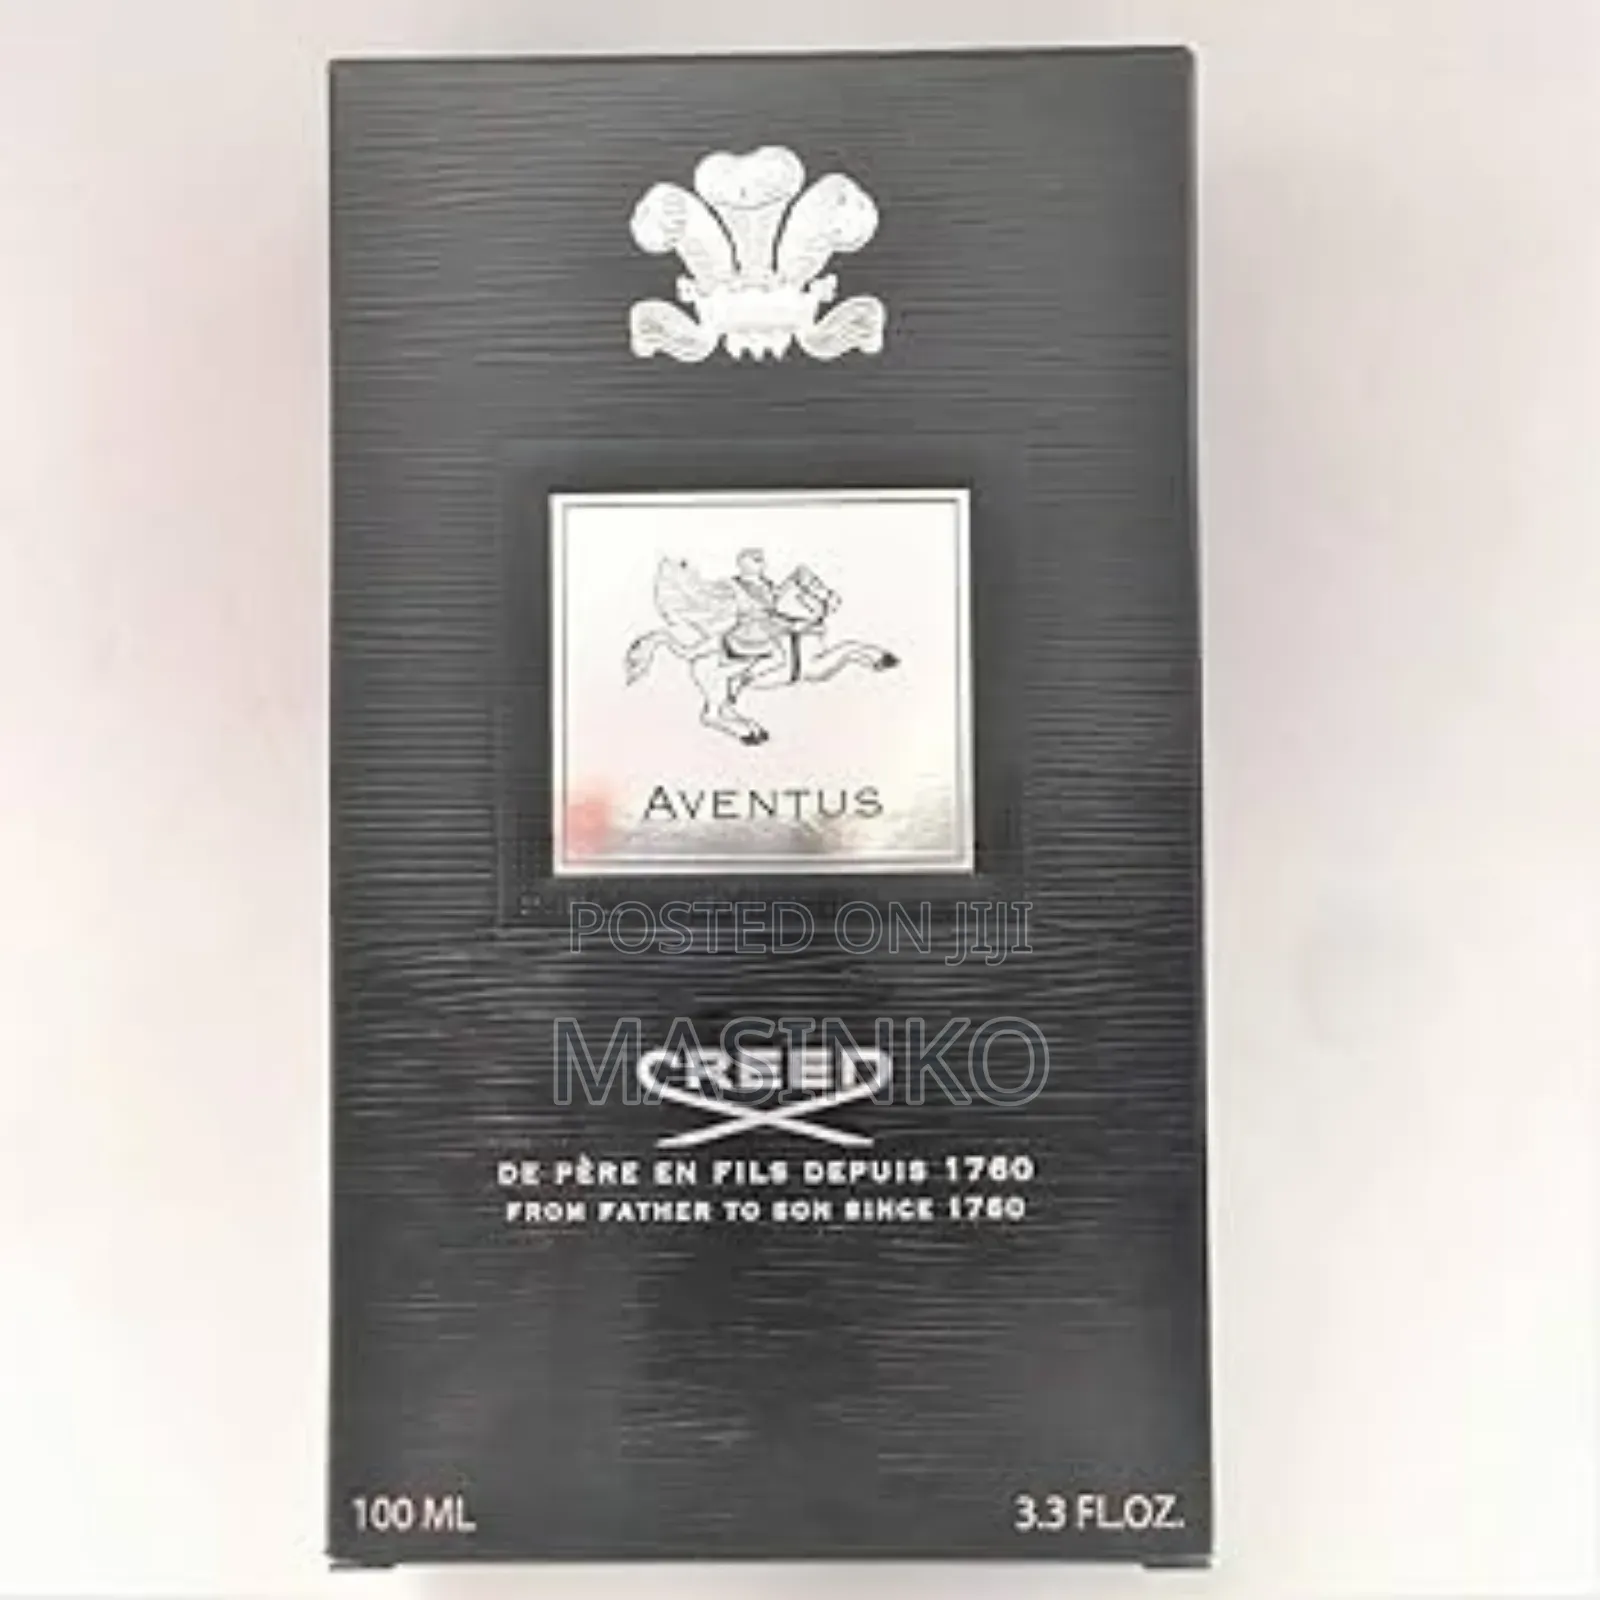 AVENTUS
POSTED ON JIJI
MASINKO
CREED
DE PÈRE EN FILS DEPUIS 1760
FROM FATHER TO SON SINCE 1760
100 ML
3.3 FL.OZ.